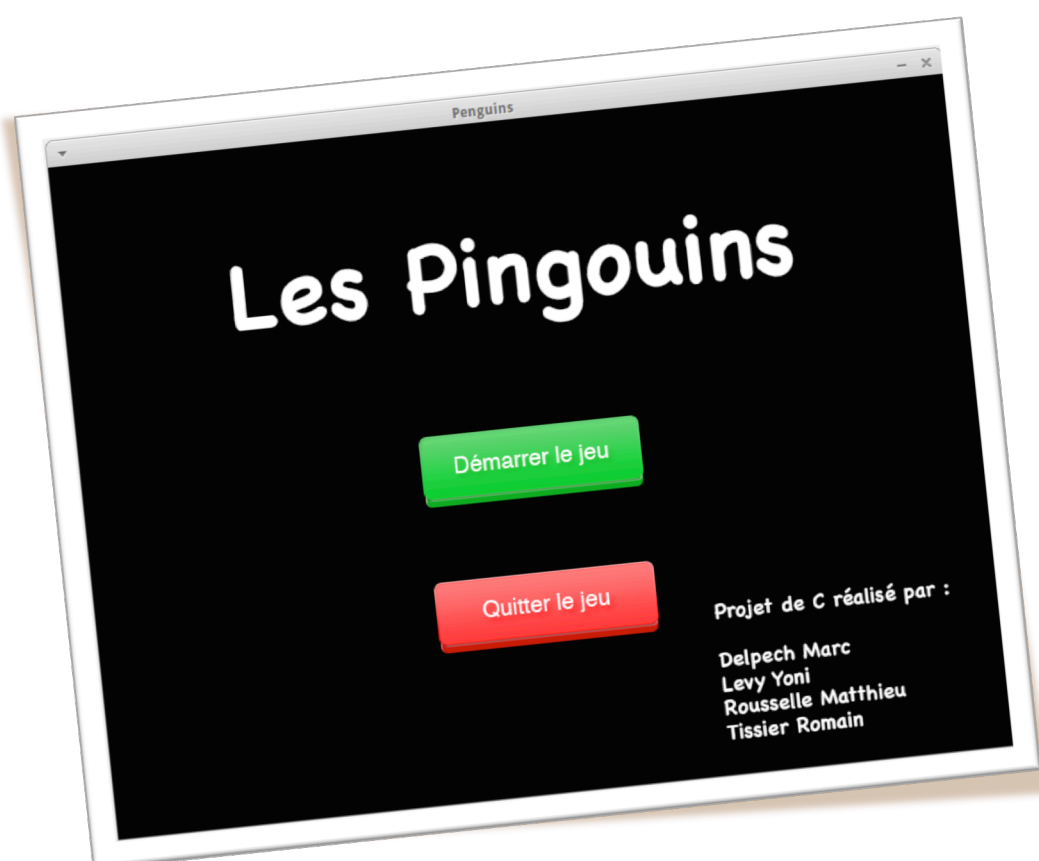 Penguins
Les Pingouins
Démarrer le jeu
Quitter le jeu
Projet de C réalisé par :
Delpech Marc
Levy Yoni
Rousselle Matthieu
Tissier Romain